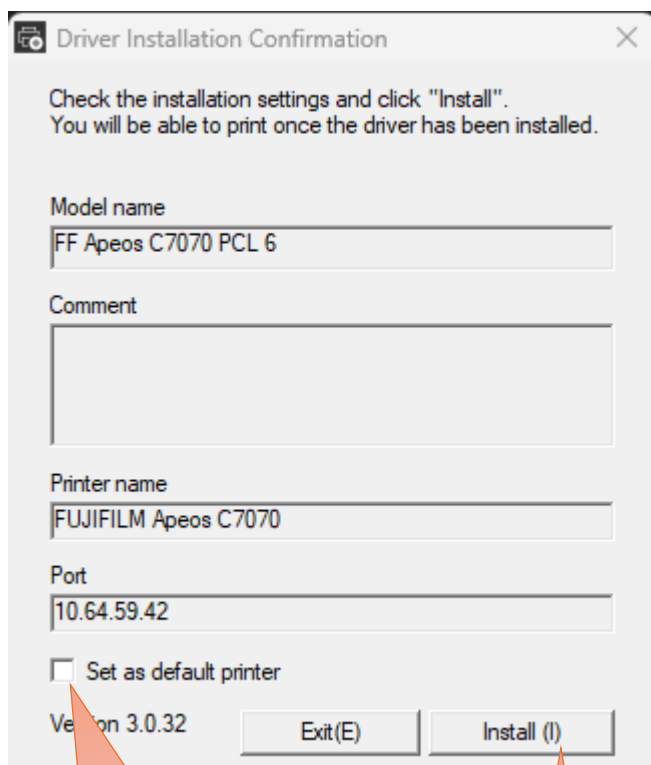 Driver Installation Confirmation
Check the installation settings and click "Install".
You will be able to print once the driver has been installed.
Model name
FF Apeos C7070 PCL 6
Comment
Printer name
FUJIFILM Apeos C7070
Port
10.64.59.42
Set as default printer
3.0.32 Exit(E) Install (I)